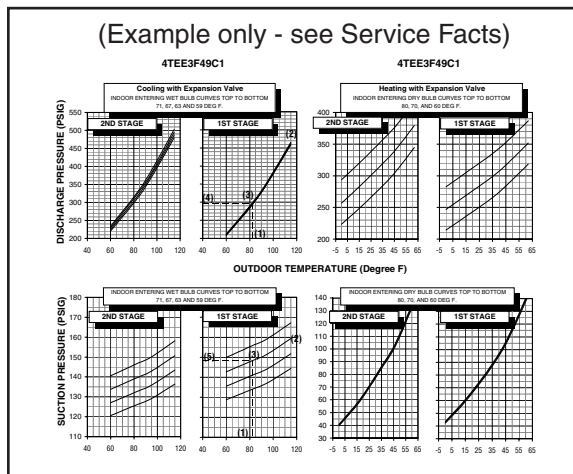 (Example only - see Service Facts)
4TEE3F49C1
4TEE3F49C1
Cooling with Expansion Valve
INDOOR ENTERING WET BULB CURVES TOP TO BOTTOM
71, 67, 63 AND 59 DEG F.
Heating with Expansion Valve
INDOOR ENTERING DRY BULB CURVES TOP TO BOTTOM
80, 70, AND 60 DEG F.
DISCHARGE PRESSURE (PSIG)
550
500
450
400
350
300
250
200
2ND STAGE
1ST STAGE
(2)
(3)
(4)
(1)
40 60 80 100 120
40 60 80 100 120
400
350
300
250
200
2ND STAGE
1ST STAGE
-5 5 15 25 35 45 55 65
-5 5 15 25 35 45 55 65
OUTDOOR TEMPERATURE (Degree F)
INDOOR ENTERING WET BULB CURVES TOP TO BOTTOM
71, 67, 63 AND 59 DEG F.
INDOOR ENTERING DRY BULB CURVES TOP TO BOTTOM
80, 70, AND 60 DEG F.
SUCTION PRESSURE (PSIG)
180
170
160
150
140
130
120
110
2ND STAGE
1ST STAGE
(2)
(5)
(3)
(1)
40 60 80 100 120
40 60 80 100 120
140
130
120
110
100
90
80
70
60
50
40
30
2ND STAGE
1ST STAGE
-5 5 15 25 35 45 55 65
-5 5 15 25 35 45 55 65